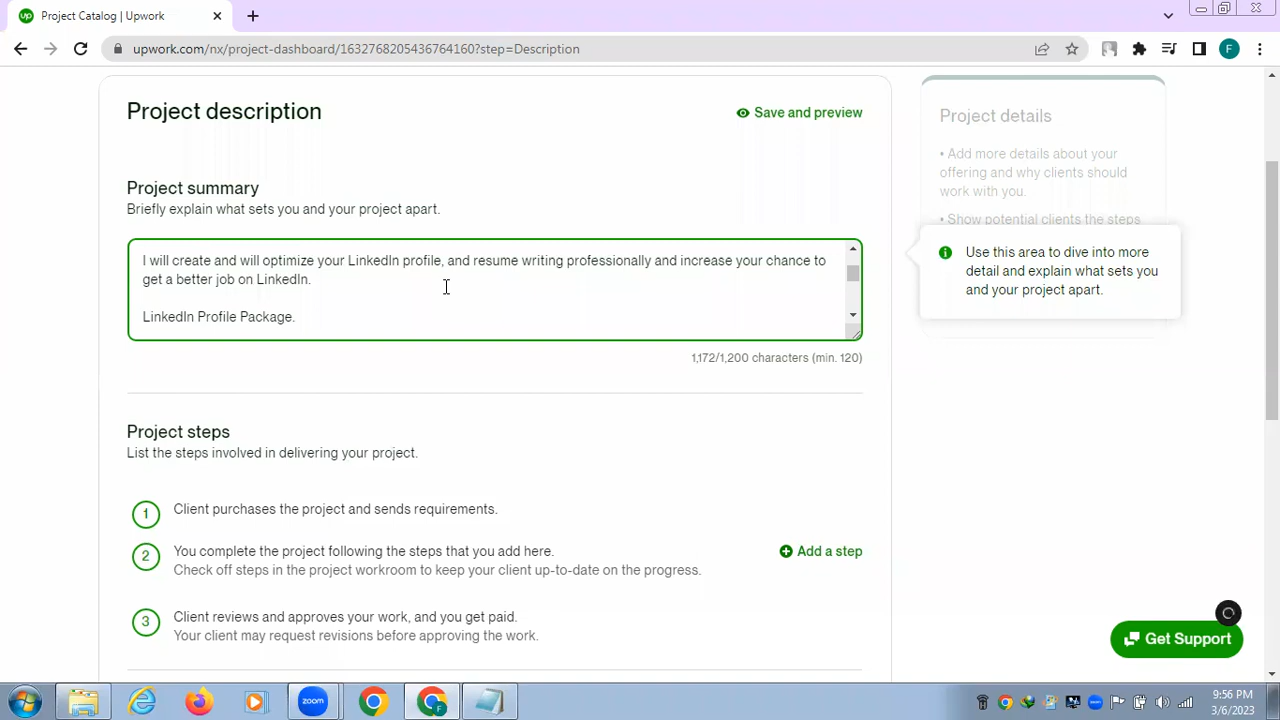 Project Catalog | Upwork
upwork.com/nx/project-dashboard/1632768205436764160?step=Description
F
Project description
Save and preview
Project details
• Add more details about your
offering and why clients should
work with you.
• Show potential clients the steps
Project summary
Briefly explain what sets you and your project apart.
I will create and will optimize your LinkedIn profile, and resume writing professionally and increase your chance to
get a better job on LinkedIn.
LinkedIn Profile Package.
Use this area to dive into more
detail and explain what sets you
and your project apart.
1,172/1,200 characters (min. 120)
Project steps
List the steps involved in delivering your project.
1 Client purchases the project and sends requirements.
2 You complete the project following the steps that you add here.
Add a step
Check off steps in the project workroom to keep your client up-to-date on the progress.
3 Client reviews and approves your work, and you get paid.
Your client may request revisions before approving the work.
Get Support
zoom
F
9:56 PM
3/6/2023